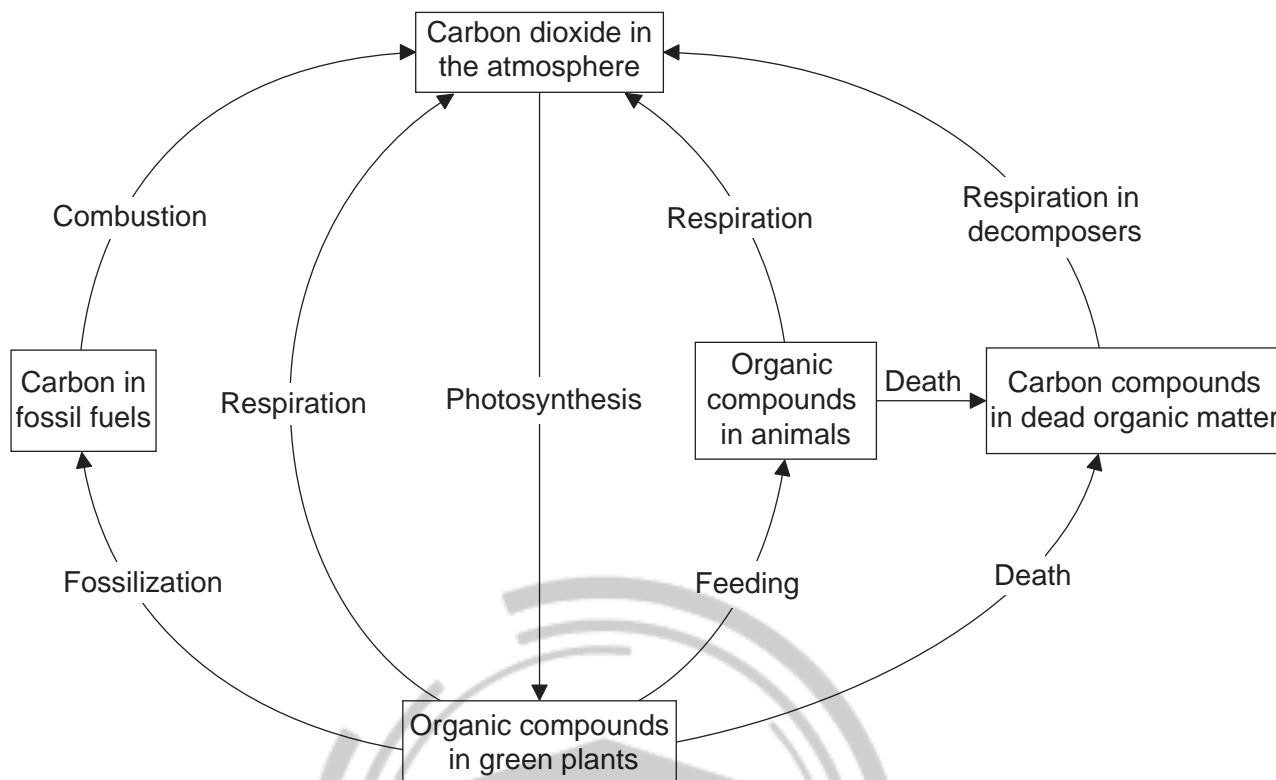 Carbon dioxide in
the atmosphere
Combustion
Respiration
Respiration in
decomposers
Carbon in
fossil fuels
Respiration
Photosynthesis
Organic
compounds
in animals
Death
Carbon compounds
in dead organic matter
Fossilization
Feeding
Death
Organic compounds
in green plants